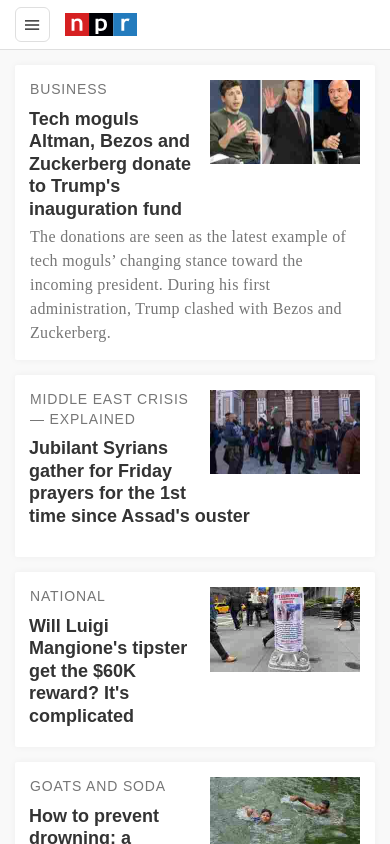 npr
BUSINESS
Tech moguls
Altman, Bezos and
Zuckerberg donate
to Trump's
inauguration fund
The donations are seen as the latest example of
tech moguls’ changing stance toward the
incoming president. During his first
administration, Trump clashed with Bezos and
Zuckerberg.
MIDDLE EAST CRISIS
— EXPLAINED
Jubilant Syrians
gather for Friday
prayers for the 1st
time since Assad's ouster
NATIONAL
Will Luigi
Mangione's tipster
get the $60K
reward? It's
complicated
GOATS AND SODA
How to prevent
drowning: a